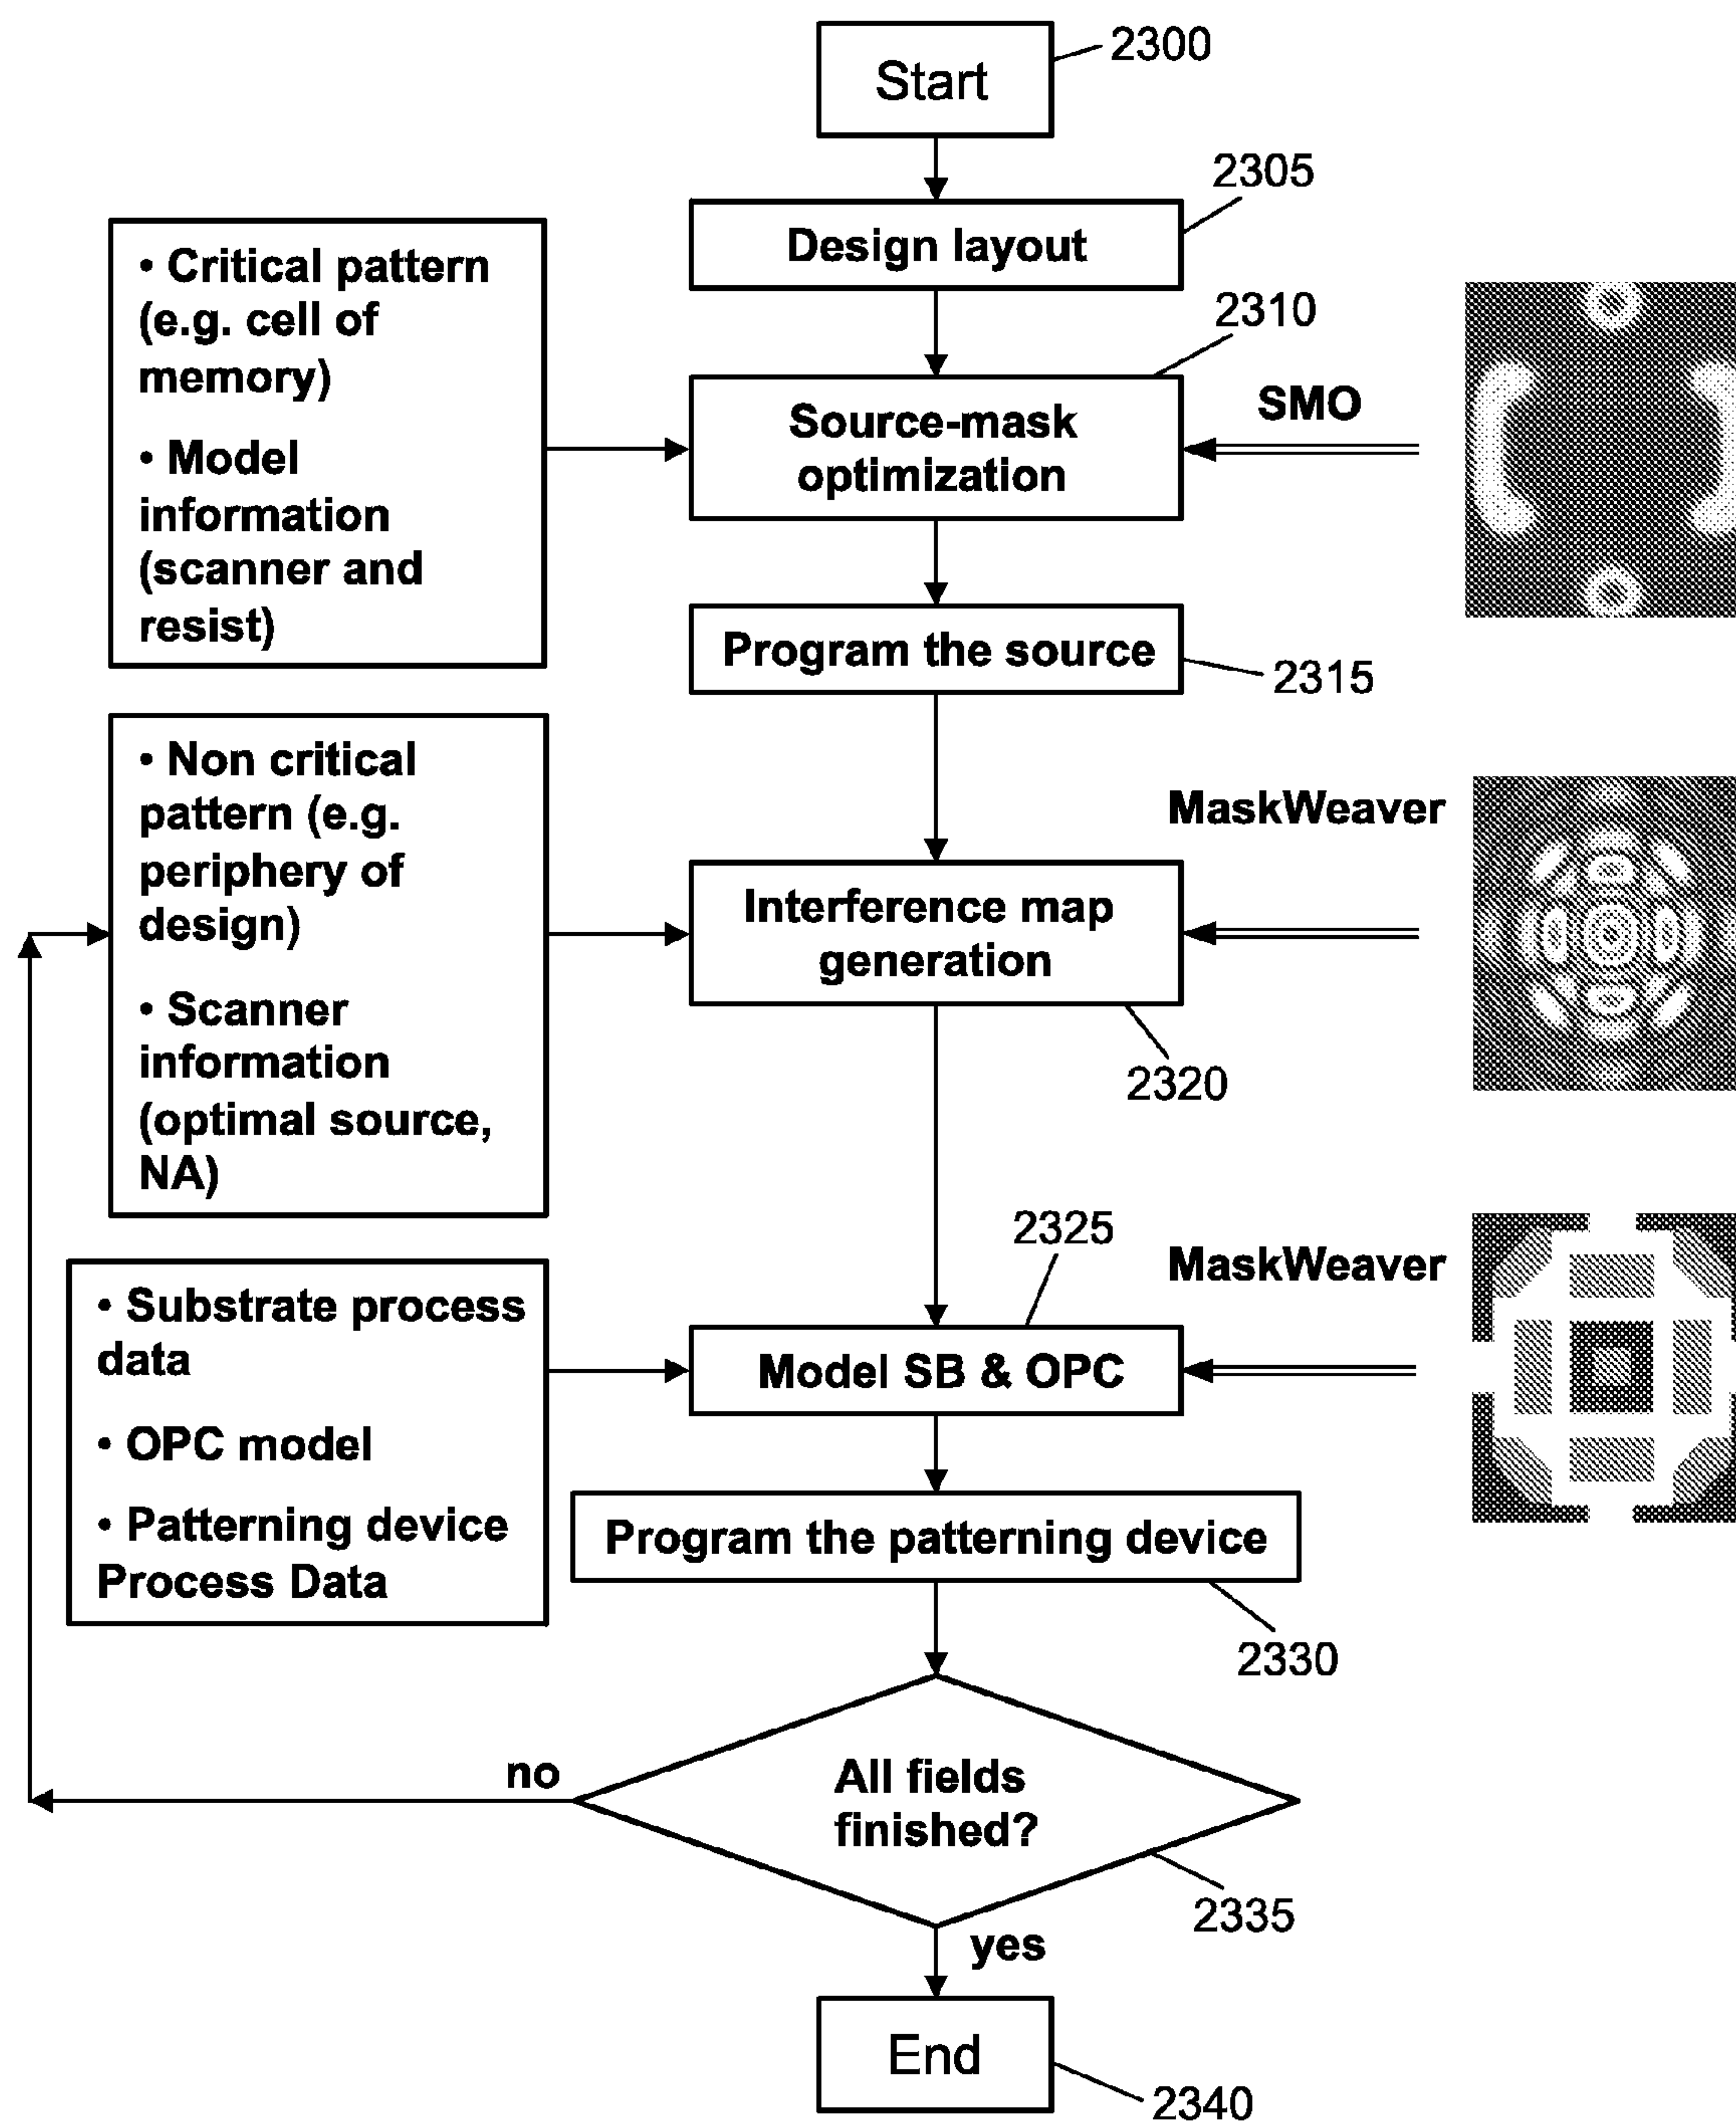 Start
2300
2305
Design layout
2310
• Critical pattern
(e.g. cell of
memory)
• Model
information
(scanner and
resist)
Source-mask
optimization
SMO
Program the source
2315
• Non critical
pattern (e.g.
periphery of
design)
• Scanner
information
(optimal source,
NA)
Interference map
generation
MaskWeaver
2320
2325
• Substrate process
data
• OPC model
• Patterning device
Process Data
Model SB & OPC
MaskWeaver
Program the patterning device
2330
All fields
finished?
no
2335
yes
End
2340